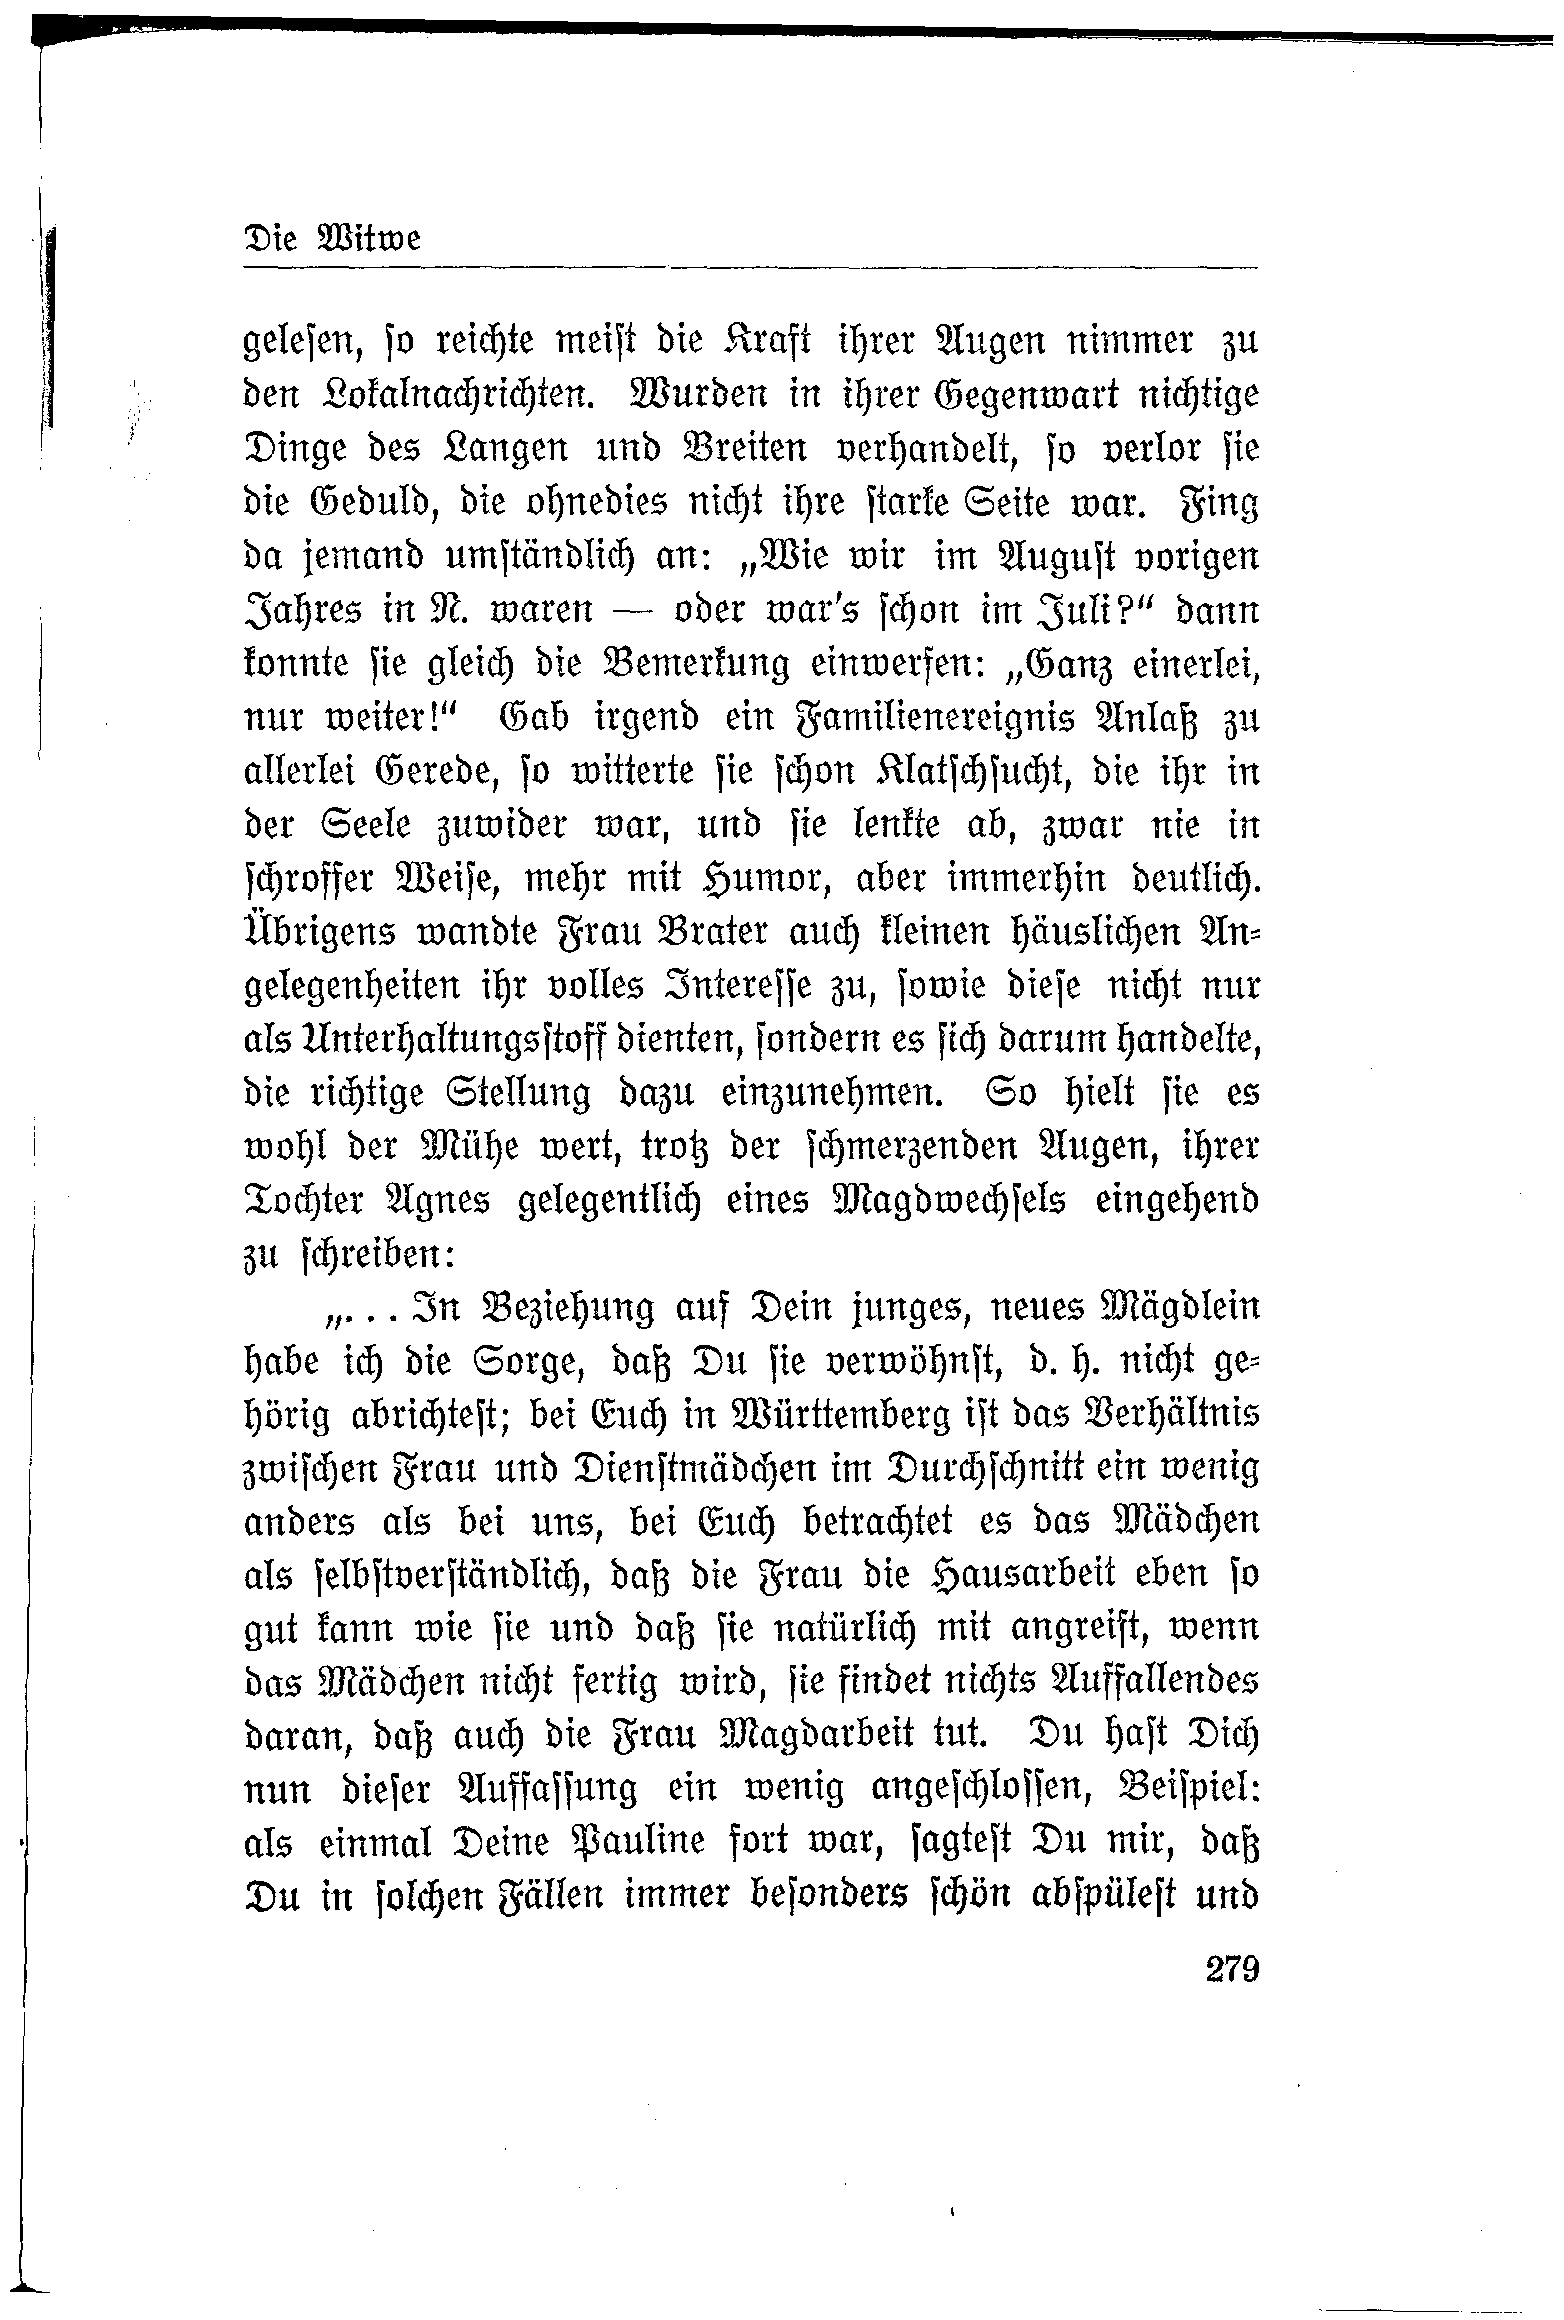 Die Witwe
gelesen, so reichte meist die Kraft ihrer Augen nimmer zu
den Lokalnachrichten. Wurden in ihrer Gegenwart nichtige
Dinge des Langen und Breiten verhandelt, so verlor sie
die Geduld, die ohnedies nicht ihre starke Seite war. Fing
da jemand umständlich an: „Wie wir im August vorigen
Jahres in N. waren — oder war's schon im Juli?“ dann
konnte sie gleich die Bemerkung einwerfen: „Ganz einerlei,
nur weiter!“ Gab irgend ein Familienereignis Anlaß zu
allerlei Gerede, so witterte sie schon Klatschsucht, die ihr in
der Seele zuwider war, und sie lenkte ab, zwar nie in
schroffer Weise, mehr mit Humor, aber immerhin deutlich.
Übrigens wandte Frau Brater auch kleinen häuslichen An-
gelegenheiten ihr volles Interesse zu, sowie diese nicht nur
als Unterhaltungsstoff dienten, sondern es sich darum handelte,
die richtige Stellung dazu einzunehmen. So hielt sie es
wohl der Mühe wert, trotz der schmerzenden Augen, ihrer
Tochter Agnes gelegentlich eines Magdwechsels eingehend
zu schreiben:
„... In Beziehung auf Dein junges, neues Mägdlein
habe ich die Sorge, daß Du sie verwöhnst, d. h. nicht ge-
hörig abrichtest; bei Euch in Württemberg ist das Verhältnis
zwischen Frau und Dienstmädchen im Durchschnitt ein wenig
anders als bei uns, bei Euch betrachtet es das Mädchen
als selbstverständlich, daß die Frau die Hausarbeit eben so
gut kann wie sie und daß sie natürlich mit angreift, wenn
das Mädchen nicht fertig wird, sie findet nichts Auffallendes
daran, daß auch die Frau Magdarbeit tut. Du hast Dich
nun dieser Auffassung ein wenig angeschlossen, Beispiel:
als einmal Deine Pauline fort war, sagtest Du mir, daß
Du in solchen Fällen immer besonders schön abspülest und
279